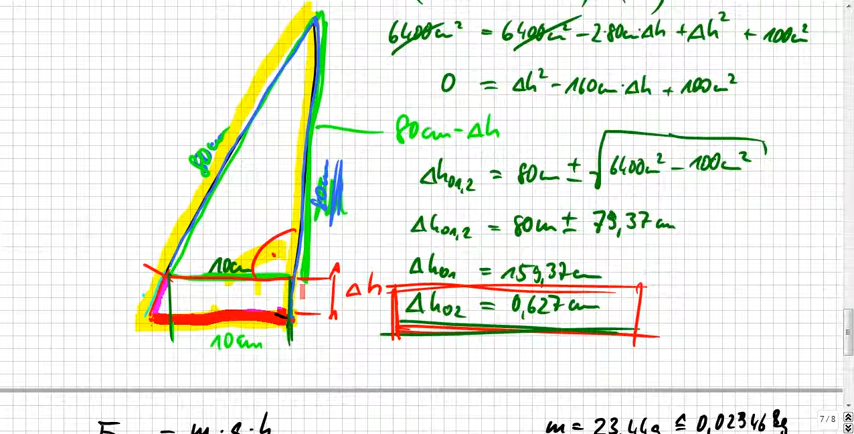 6400cm² = 6400cm² - 2·80cm·Δh + Δh² + 100cm²
0 = Δh² - 160cm·Δh + 100cm²
80cm - Δh
80cm
Δh₀₁,₂ = 80cm ± √6400cm² - 100cm²
Δh₀₁,₂ = 80cm ± 79,37cm
10cm
Δh₀₁ = 159,37cm
Δh
Δh₀₂ = 0,627cm
10cm
= m·g·h
m = 23,46g ≙ 0,02346kg
7 / 8